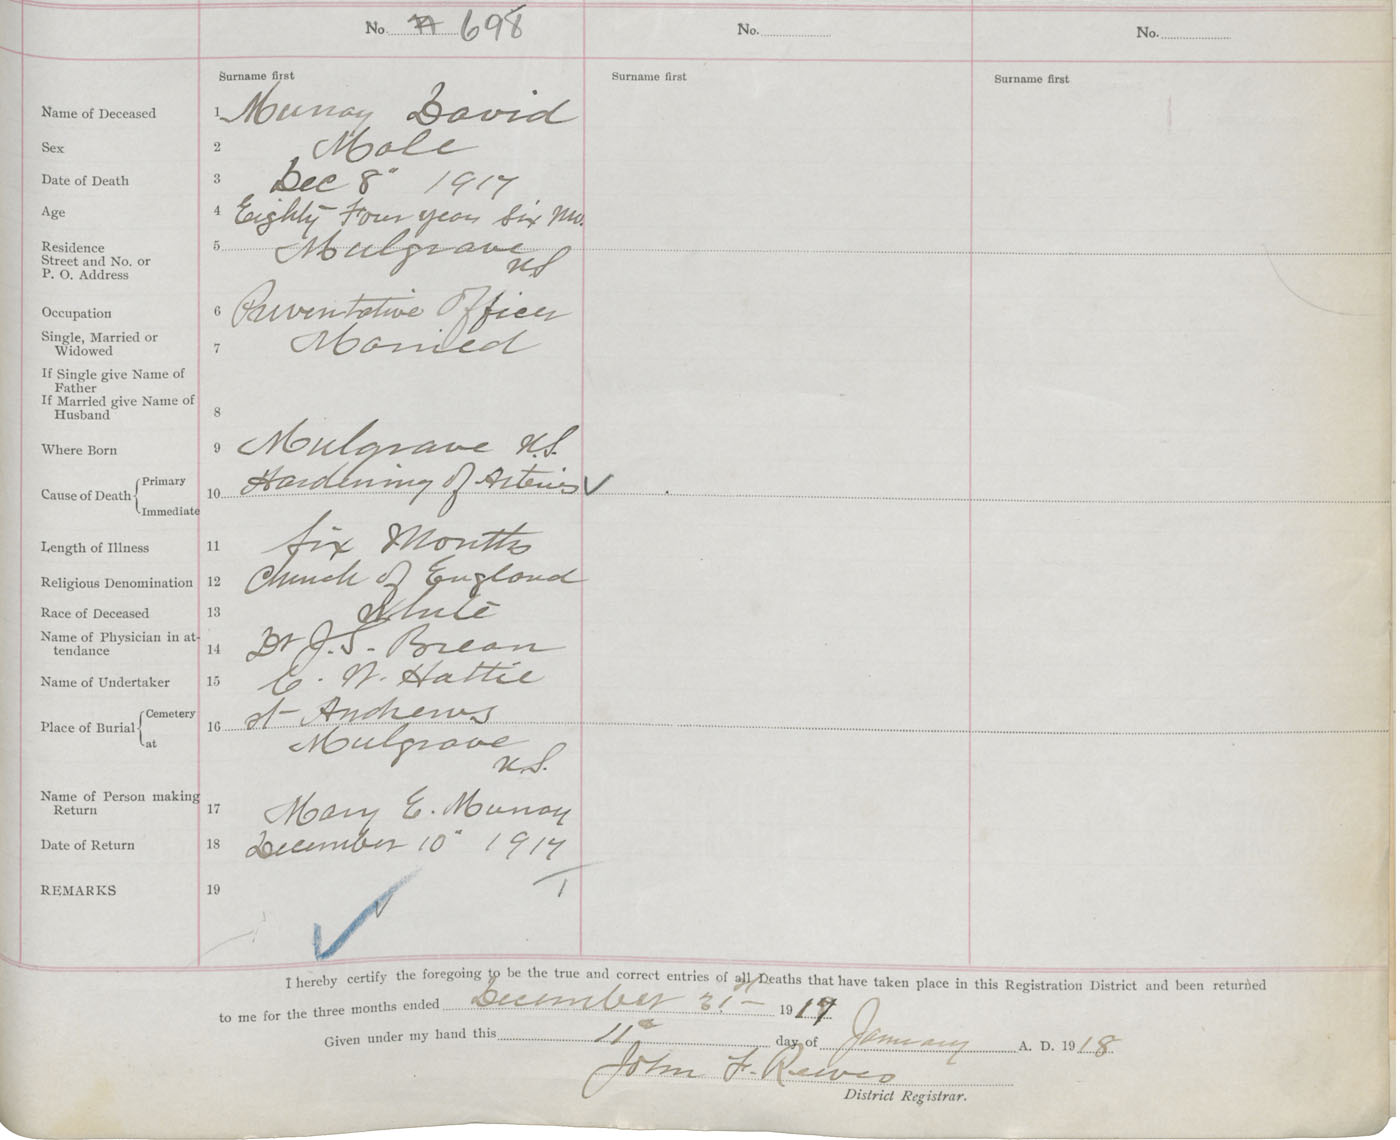 No. 698 No. No.
Surname first Surname first Surname first
Name of Deceased 1 Murray David
Sex 2 Male
Date of Death 3 Dec 8" 1917
Age 4 Eighty Four year Six Mo.
Residence 5 Mulgrave
Street and No. or N.S.
P. O. Address
Occupation 6 Preventative Officer
Single, Married or
Widowed 7 Married
If Single give Name of
Father
If Married give Name of
Husband 8
Where Born 9 Mulgrave N.S.
Primary
Cause of Death 10 Hardening of Arteries
Immediate
Length of Illness 11 Six Months
Religious Denomination 12 Church of England
Race of Deceased 13 White
Name of Physician in at-
tendance 14 Dr J.S. Brean
Name of Undertaker 15 C. W. Hattie
Cemetery
Place of Burial 16 St Andrews
at Mulgrave
N.S.
Name of Person making
Return 17 Mary E. Murray
Date of Return 18 December 10" 1917
REMARKS 19
I hereby certify the foregoing to be the true and correct entries of all Deaths that have taken place in this Registration District and been returned
to me for the three months ended December 31st 1917
Given under my hand this 11th day of January A. D. 1918
John F. Reeves
District Registrar.